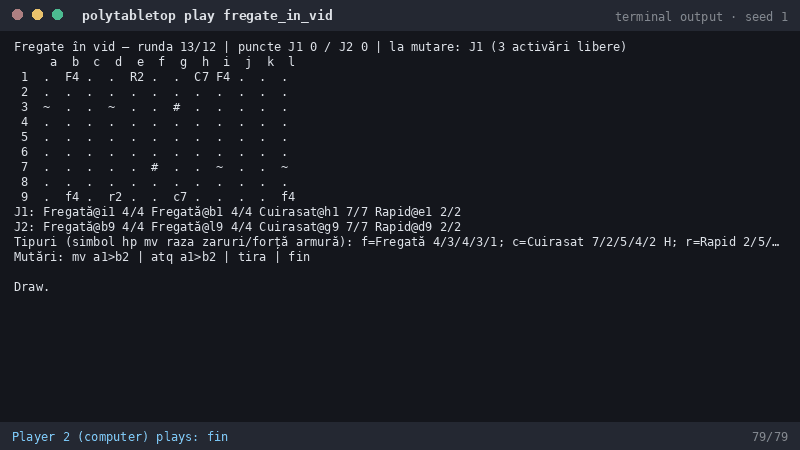 polytabletop play fregate_in_vid
terminal output · seed 1
Fregate în vid — runda 13/12 | puncte J1 0 / J2 0 | la mutare: J1 (3 activări libere)
a b c d e f g h i j k l
1 . F4 . . R2 . . C7 F4 . . .
2 . . . . . . . . . . . .
3 ~ . . ~ . . # . . . . .
4 . . . . . . . . . . . .
5 . . . . . . . . . . . .
6 . . . . . . . . . . . .
7 . . . . . # . . ~ . . ~
8 . . . . . . . . . . . .
9 . f4 . r2 . . c7 . . . . f4
J1: Fregată@i1 4/4 Fregată@b1 4/4 Cuirasat@h1 7/7 Rapid@e1 2/2
J2: Fregată@b9 4/4 Fregată@l9 4/4 Cuirasat@g9 7/7 Rapid@d9 2/2
Tipuri (simbol hp mv raza zaruri/forță armură): f=Fregată 4/3/4/3/1; c=Cuirasat 7/2/5/4/2 H; r=Rapid 2/5/…
Mutări: mv a1>b2 | atq a1>b2 | tira | fin
Draw.
Player 2 (computer) plays: fin
79/79